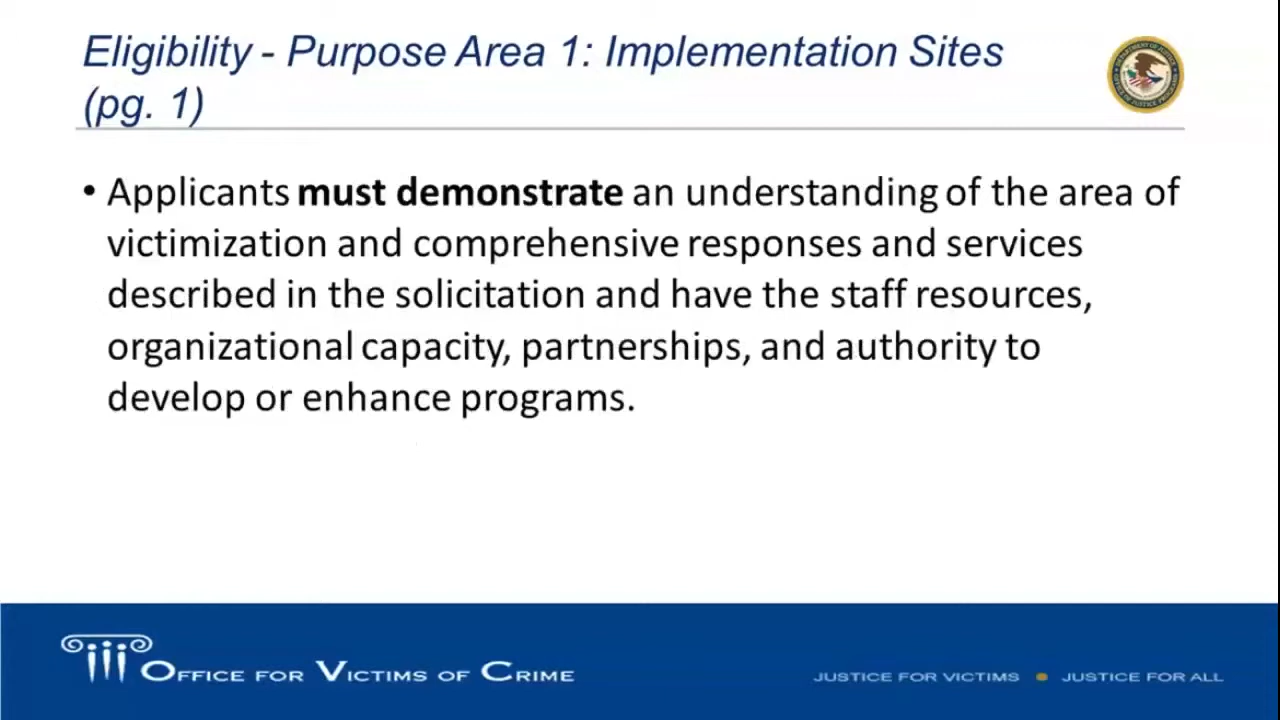 Eligibility - Purpose Area 1: Implementation Sites
(pg. 1)
• Applicants must demonstrate an understanding of the area of
victimization and comprehensive responses and services
described in the solicitation and have the staff resources,
organizational capacity, partnerships, and authority to
develop or enhance programs.
OFFICE FOR VICTIMS OF CRIME
JUSTICE FOR VICTIMS • JUSTICE FOR ALL